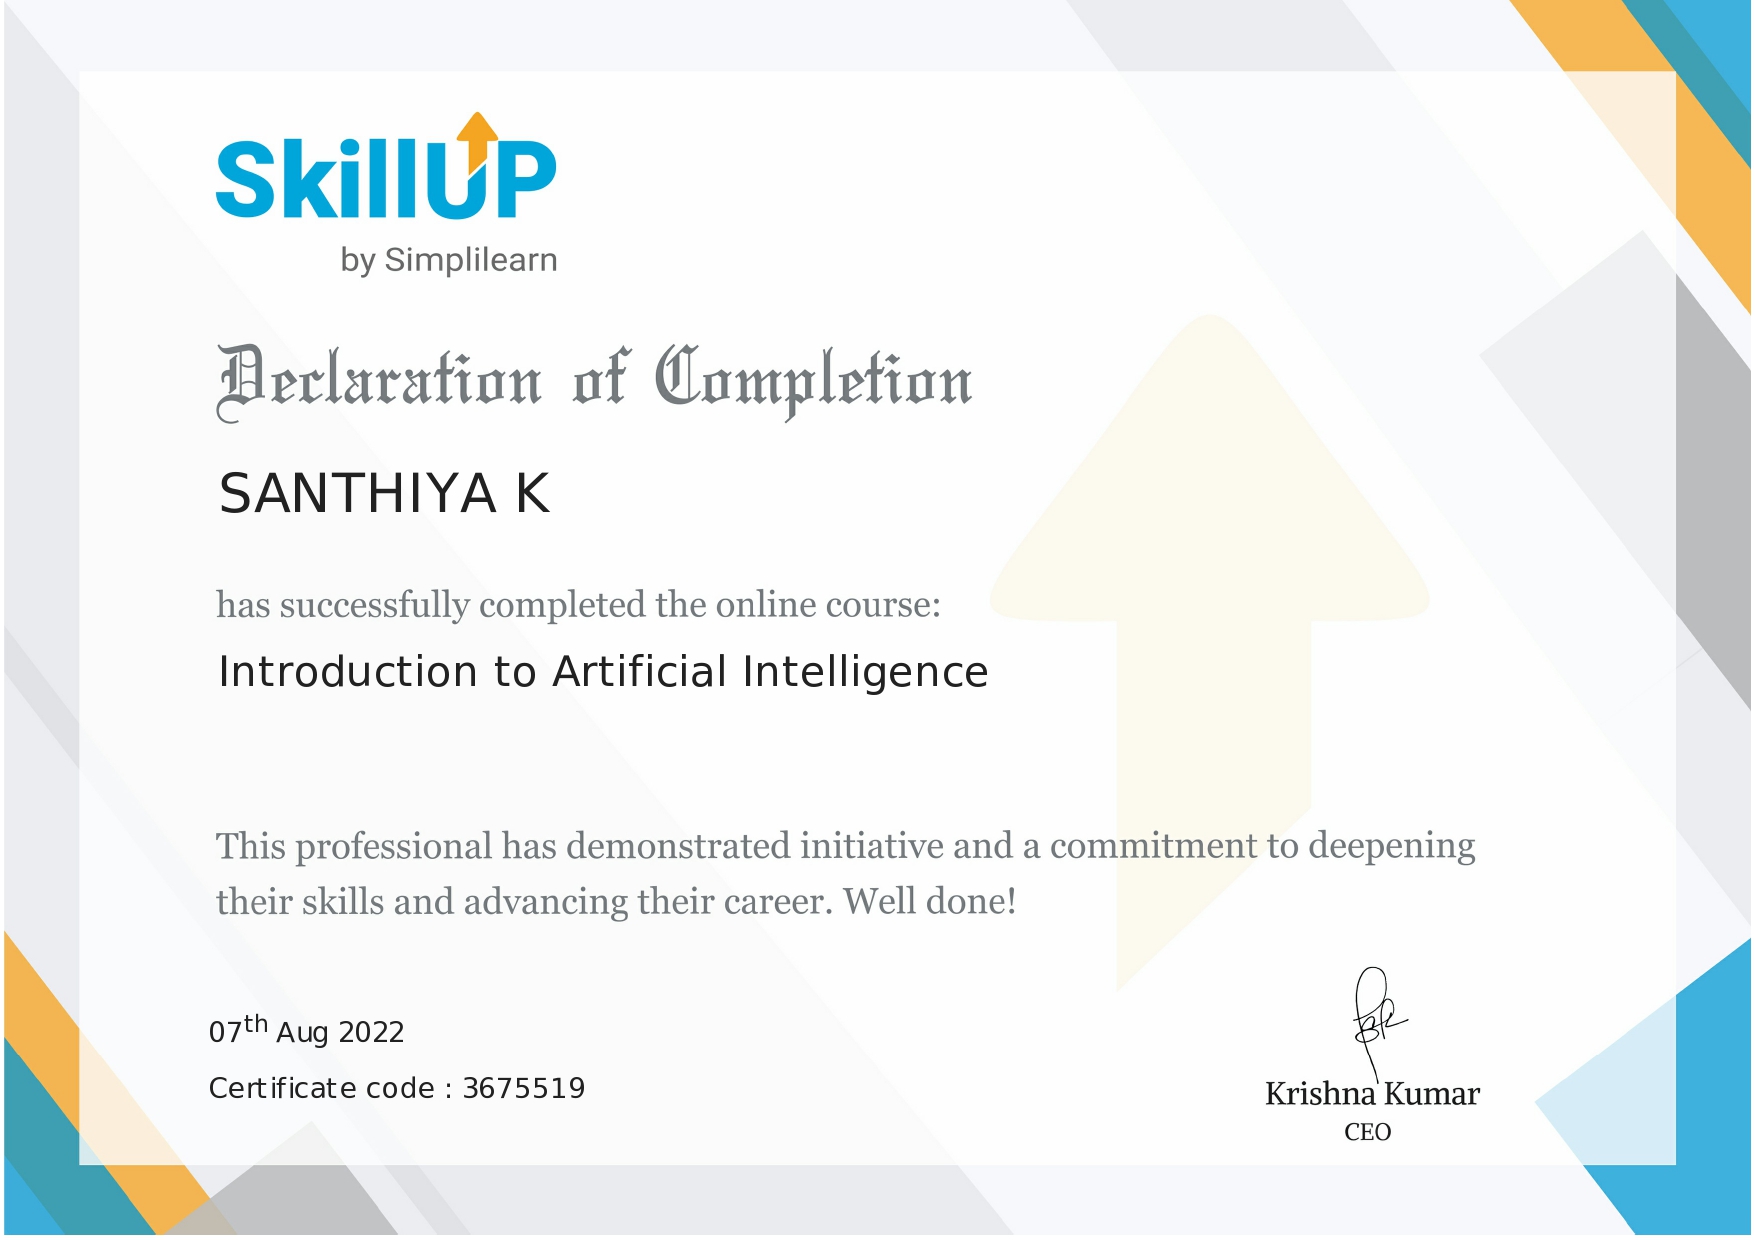 SkillUP
by Simplilearn
Declaration of Completion
SANTHIYA K
has successfully completed the online course:
Introduction to Artificial Intelligence
This professional has demonstrated initiative and a commitment to deepening
their skills and advancing their career. Well done!
07th Aug 2022
Certificate code : 3675519
Krishna Kumar
CEO